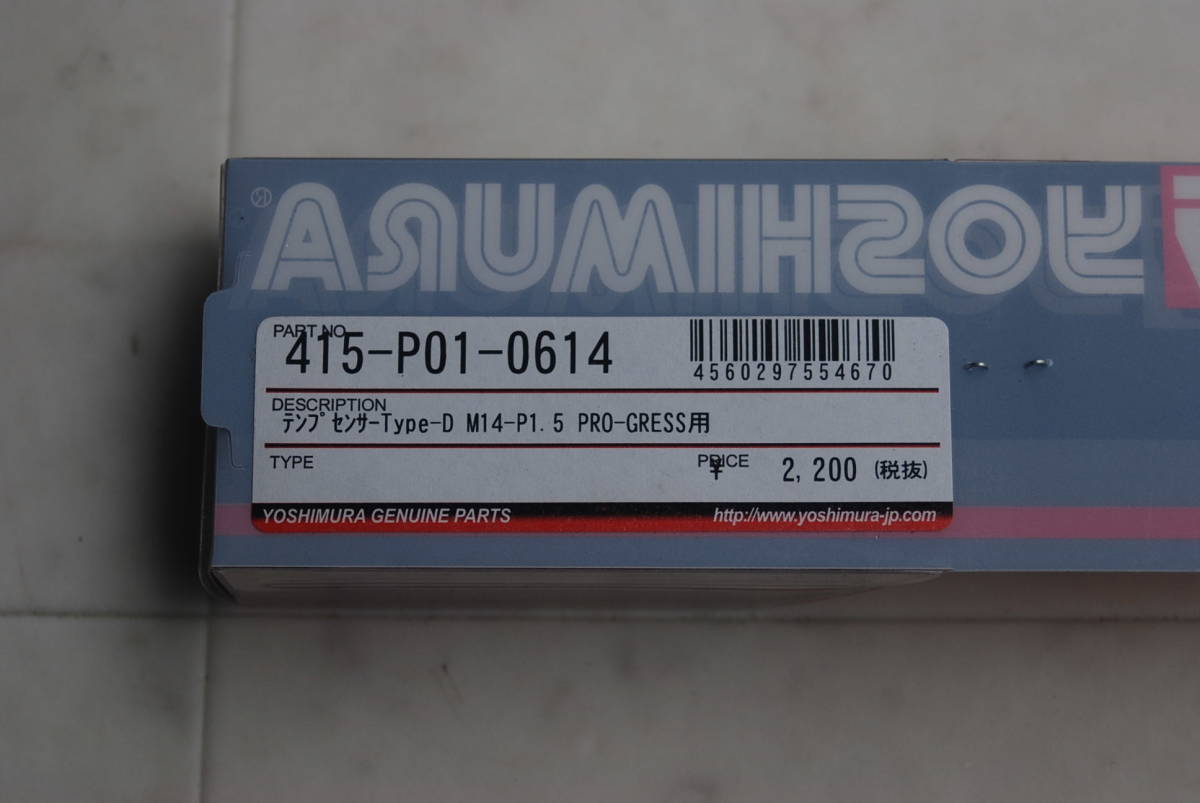 YOSHIMURA ®
PART NO.
415-P01-0614
4560297554670
DESCRIPTION
テンプセンサーType-D M14-P1.5 PRO-GRESS用
TYPE
PRICE
¥ 2,200 (税抜)
YOSHIMURA GENUINE PARTS http://www.yoshimura-jp.com